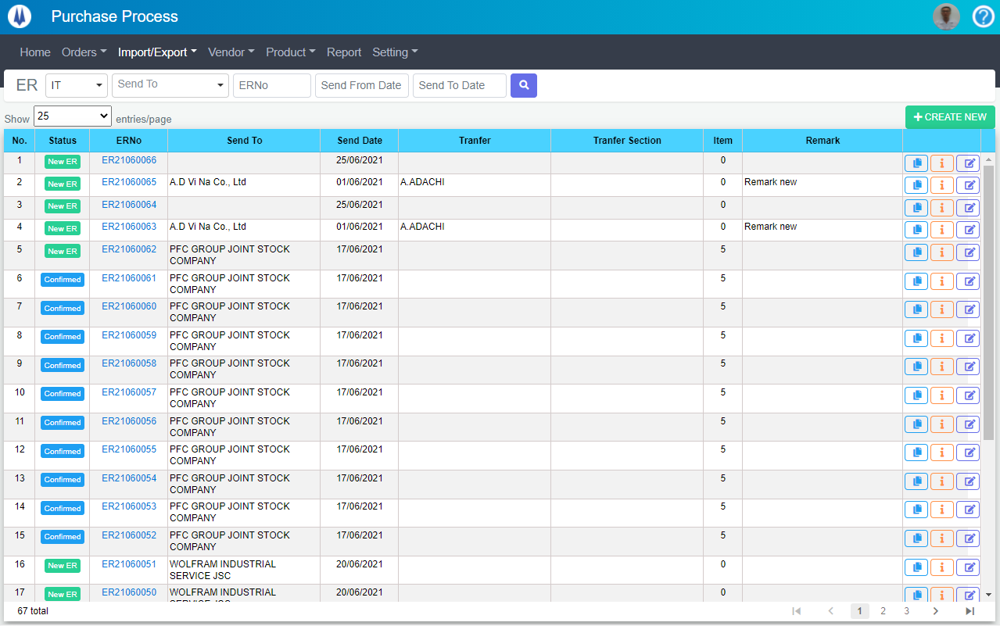 Purchase Process
Home Orders Import/Export Vendor Product Report Setting
ER IT Send To ERNo Send From Date Send To Date
Show 25 entries/page CREATE NEW
No. Status ERNo Send To Send Date Tranfer Tranfer Section Item Remark
1 New ER ER21060066 25/06/2021 0
2 New ER ER21060065 A.D Vi Na Co., Ltd 01/06/2021 A.ADACHI 0 Remark new
3 New ER ER21060064 25/06/2021 0
4 New ER ER21060063 A.D Vi Na Co., Ltd 01/06/2021 A.ADACHI 0 Remark new
5 New ER ER21060062 PFC GROUP JOINT STOCK 17/06/2021 5
COMPANY
6 Confirmed ER21060061 PFC GROUP JOINT STOCK 17/06/2021 5
COMPANY
7 Confirmed ER21060060 PFC GROUP JOINT STOCK 17/06/2021 5
COMPANY
8 Confirmed ER21060059 PFC GROUP JOINT STOCK 17/06/2021 5
COMPANY
9 Confirmed ER21060058 PFC GROUP JOINT STOCK 17/06/2021 5
COMPANY
10 Confirmed ER21060057 PFC GROUP JOINT STOCK 17/06/2021 5
COMPANY
11 Confirmed ER21060056 PFC GROUP JOINT STOCK 17/06/2021 5
COMPANY
12 Confirmed ER21060055 PFC GROUP JOINT STOCK 17/06/2021 5
COMPANY
13 Confirmed ER21060054 PFC GROUP JOINT STOCK 17/06/2021 5
COMPANY
14 Confirmed ER21060053 PFC GROUP JOINT STOCK 17/06/2021 5
COMPANY
15 Confirmed ER21060052 PFC GROUP JOINT STOCK 17/06/2021 5
COMPANY
16 New ER ER21060051 WOLFRAM INDUSTRIAL 20/06/2021 0
SERVICE JSC
17 New ER ER21060050 WOLFRAM INDUSTRIAL 20/06/2021 0
SERVICE JSC
67 total 1 2 3